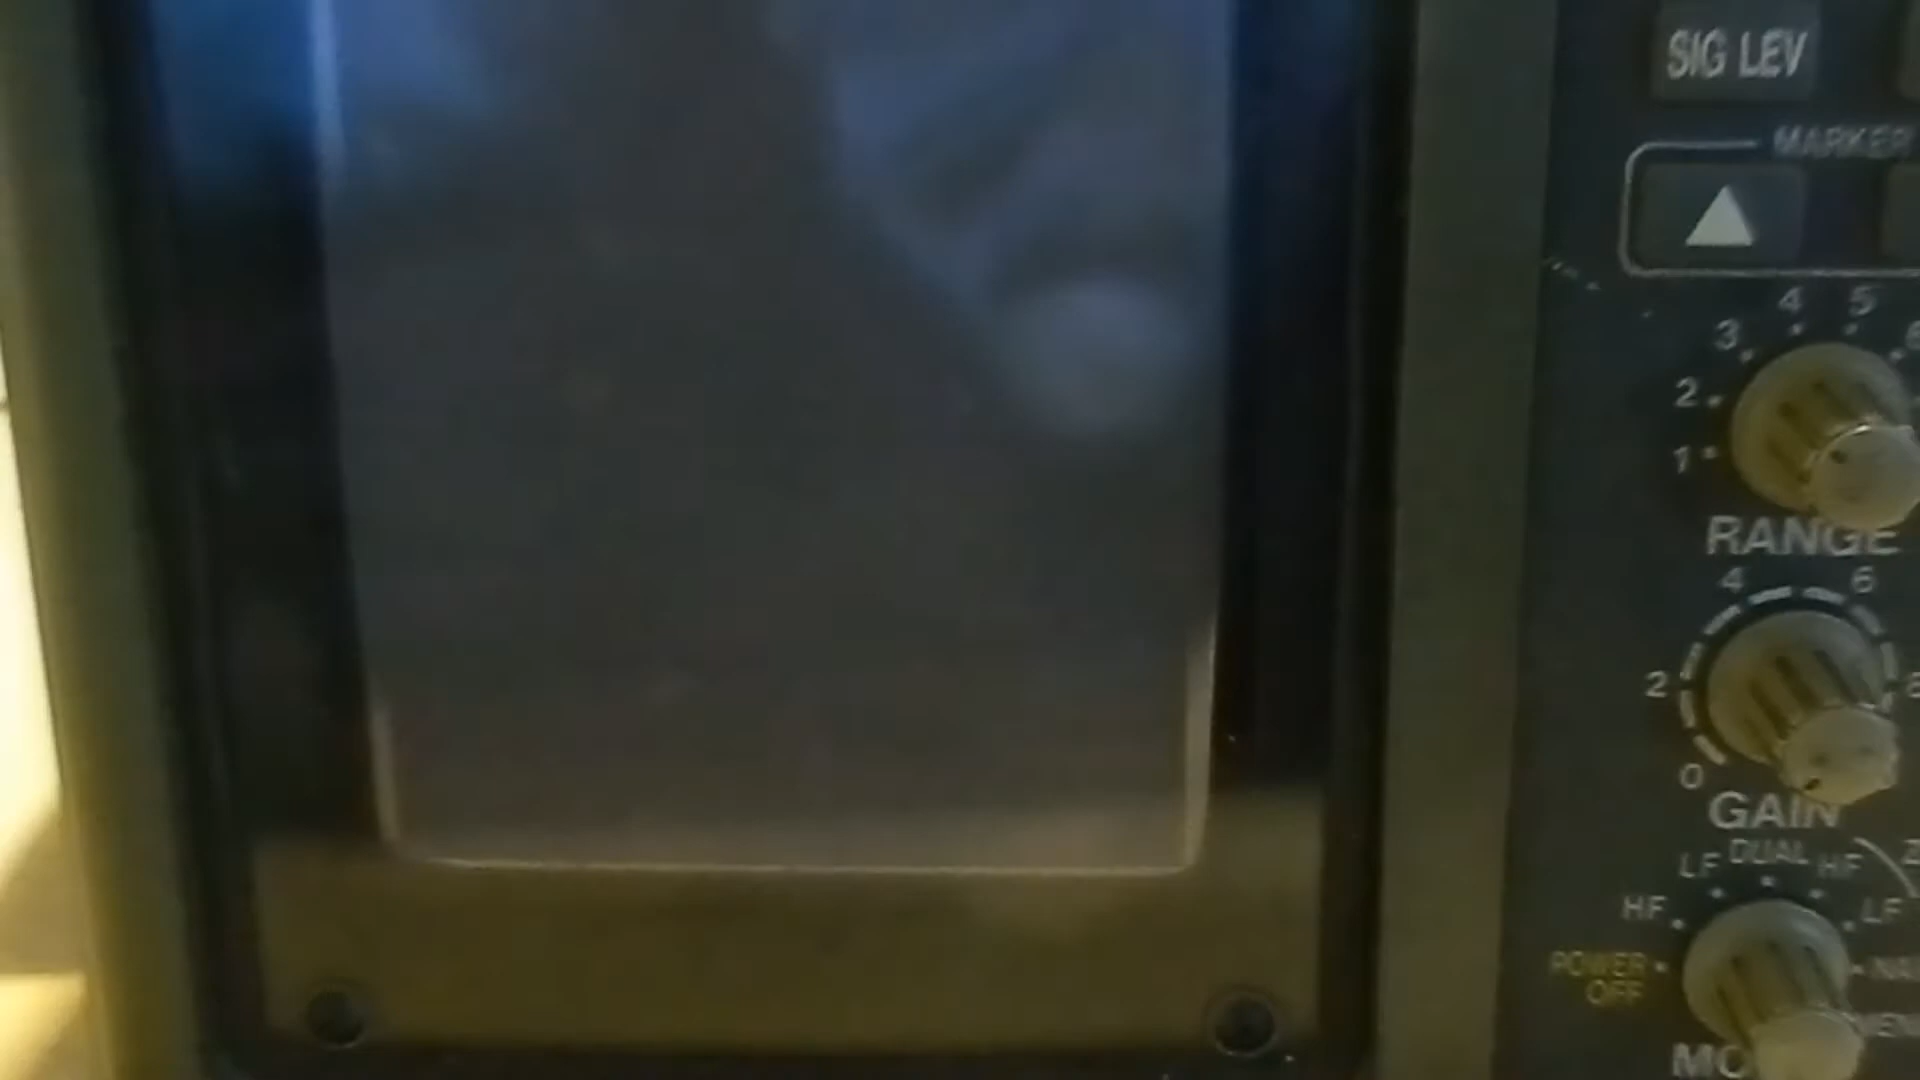 SIG LEV
MARKER
4 5
3
2
1
RANGE
4 6
2 8
0
GAIN
DUAL
LF HF
HF LF
POWER
OFF